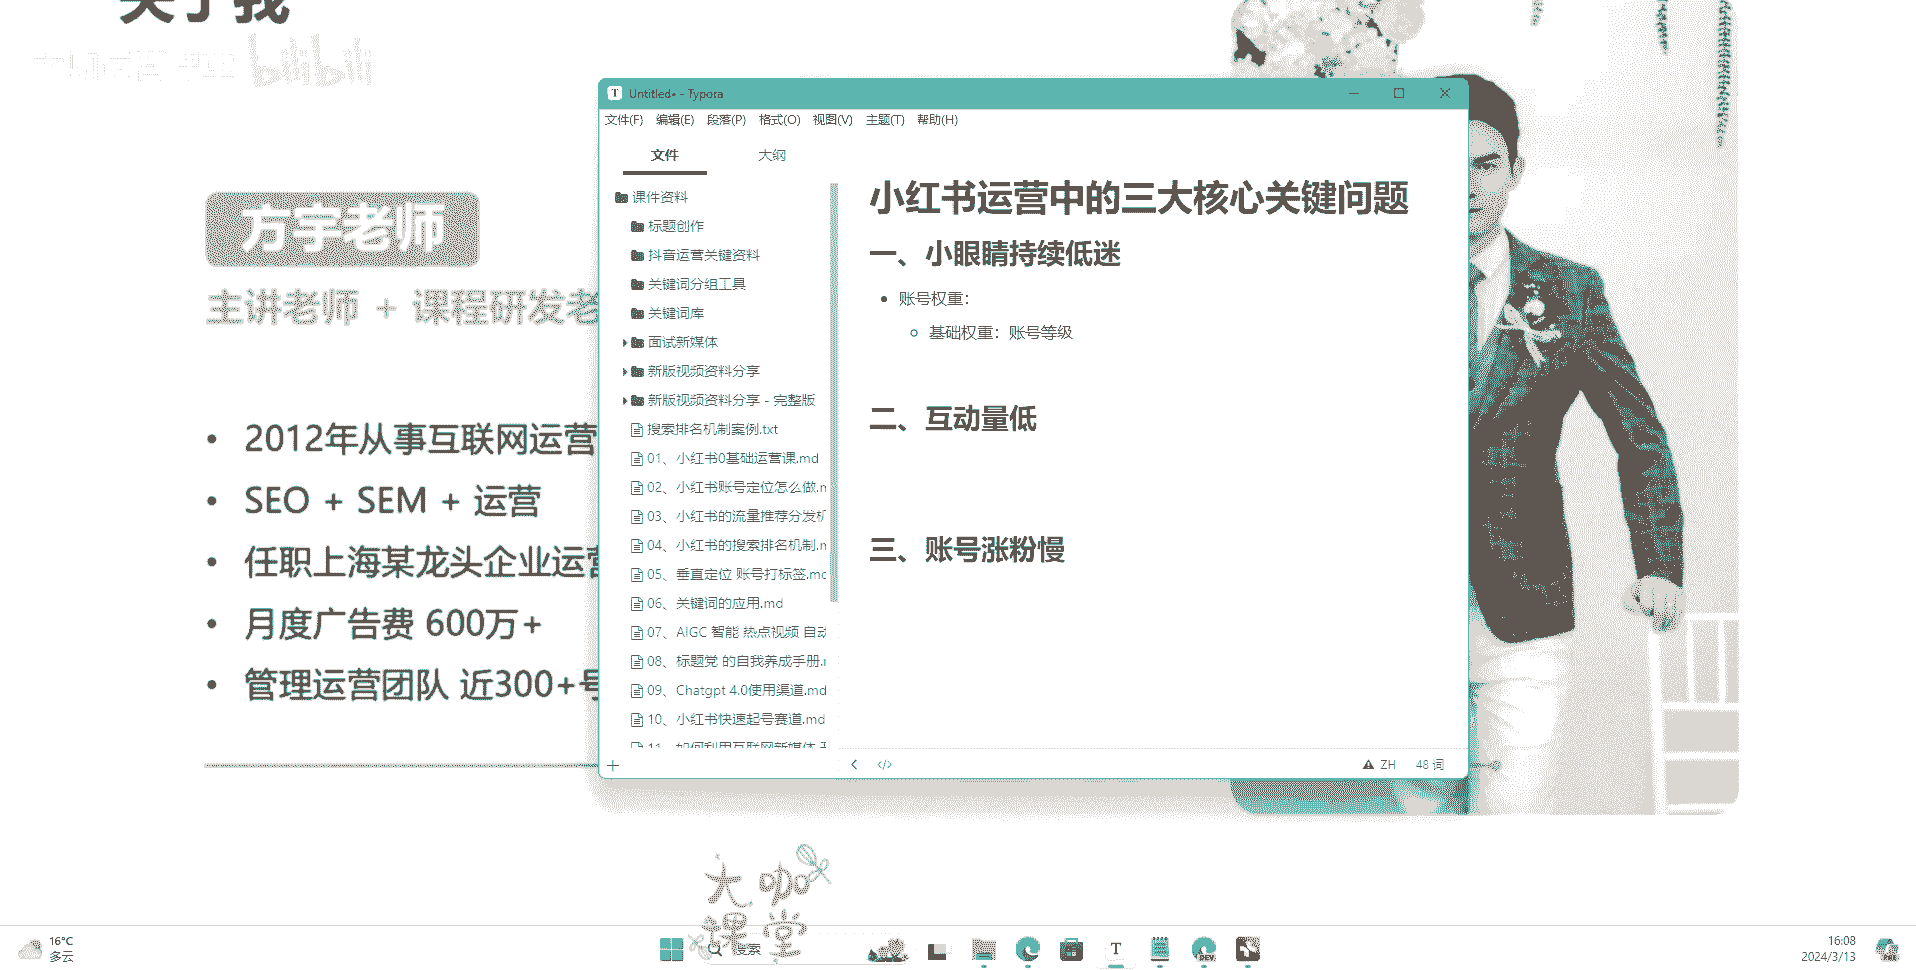 关于我
bilibili
方宇老师
主讲老师 + 课程研发老
2012年从事互联网运营
SEO + SEM + 运营
任职上海某龙头企业运营
月度广告费 600万+
管理运营团队 近300+号
Untitled• - Typora
文件(F) 编辑(E) 段落(P) 格式(O) 视图(V) 主题(T) 帮助(H)
文件 大纲
课件资料
标题创作
抖音运营关键资料
关键词分组工具
关键词库
面试新媒体
新版视频资料分享
新版视频资料分享 - 完整版
搜索排名机制案例.txt
01、小红书0基础运营课.md
02、小红书账号定位怎么做.m
03、小红书的流量推荐分发机
04、小红书的搜索排名机制.m
05、垂直定位 账号打标签.md
06、关键词的应用.md
07、AIGC 智能 热点视频 自动
08、标题党 的自我养成手册.m
09、Chatgpt 4.0使用渠道.md
10、小红书快速起号赛道.md
11、如何利用互联网新媒体
小红书运营中的三大核心关键问题
一、小眼睛持续低迷
账号权重：
基础权重：账号等级
二、互动量低
三、账号涨粉慢
ZH 48 词
大咖
课堂
16°C
多云
搜索
16:08
2024/3/13